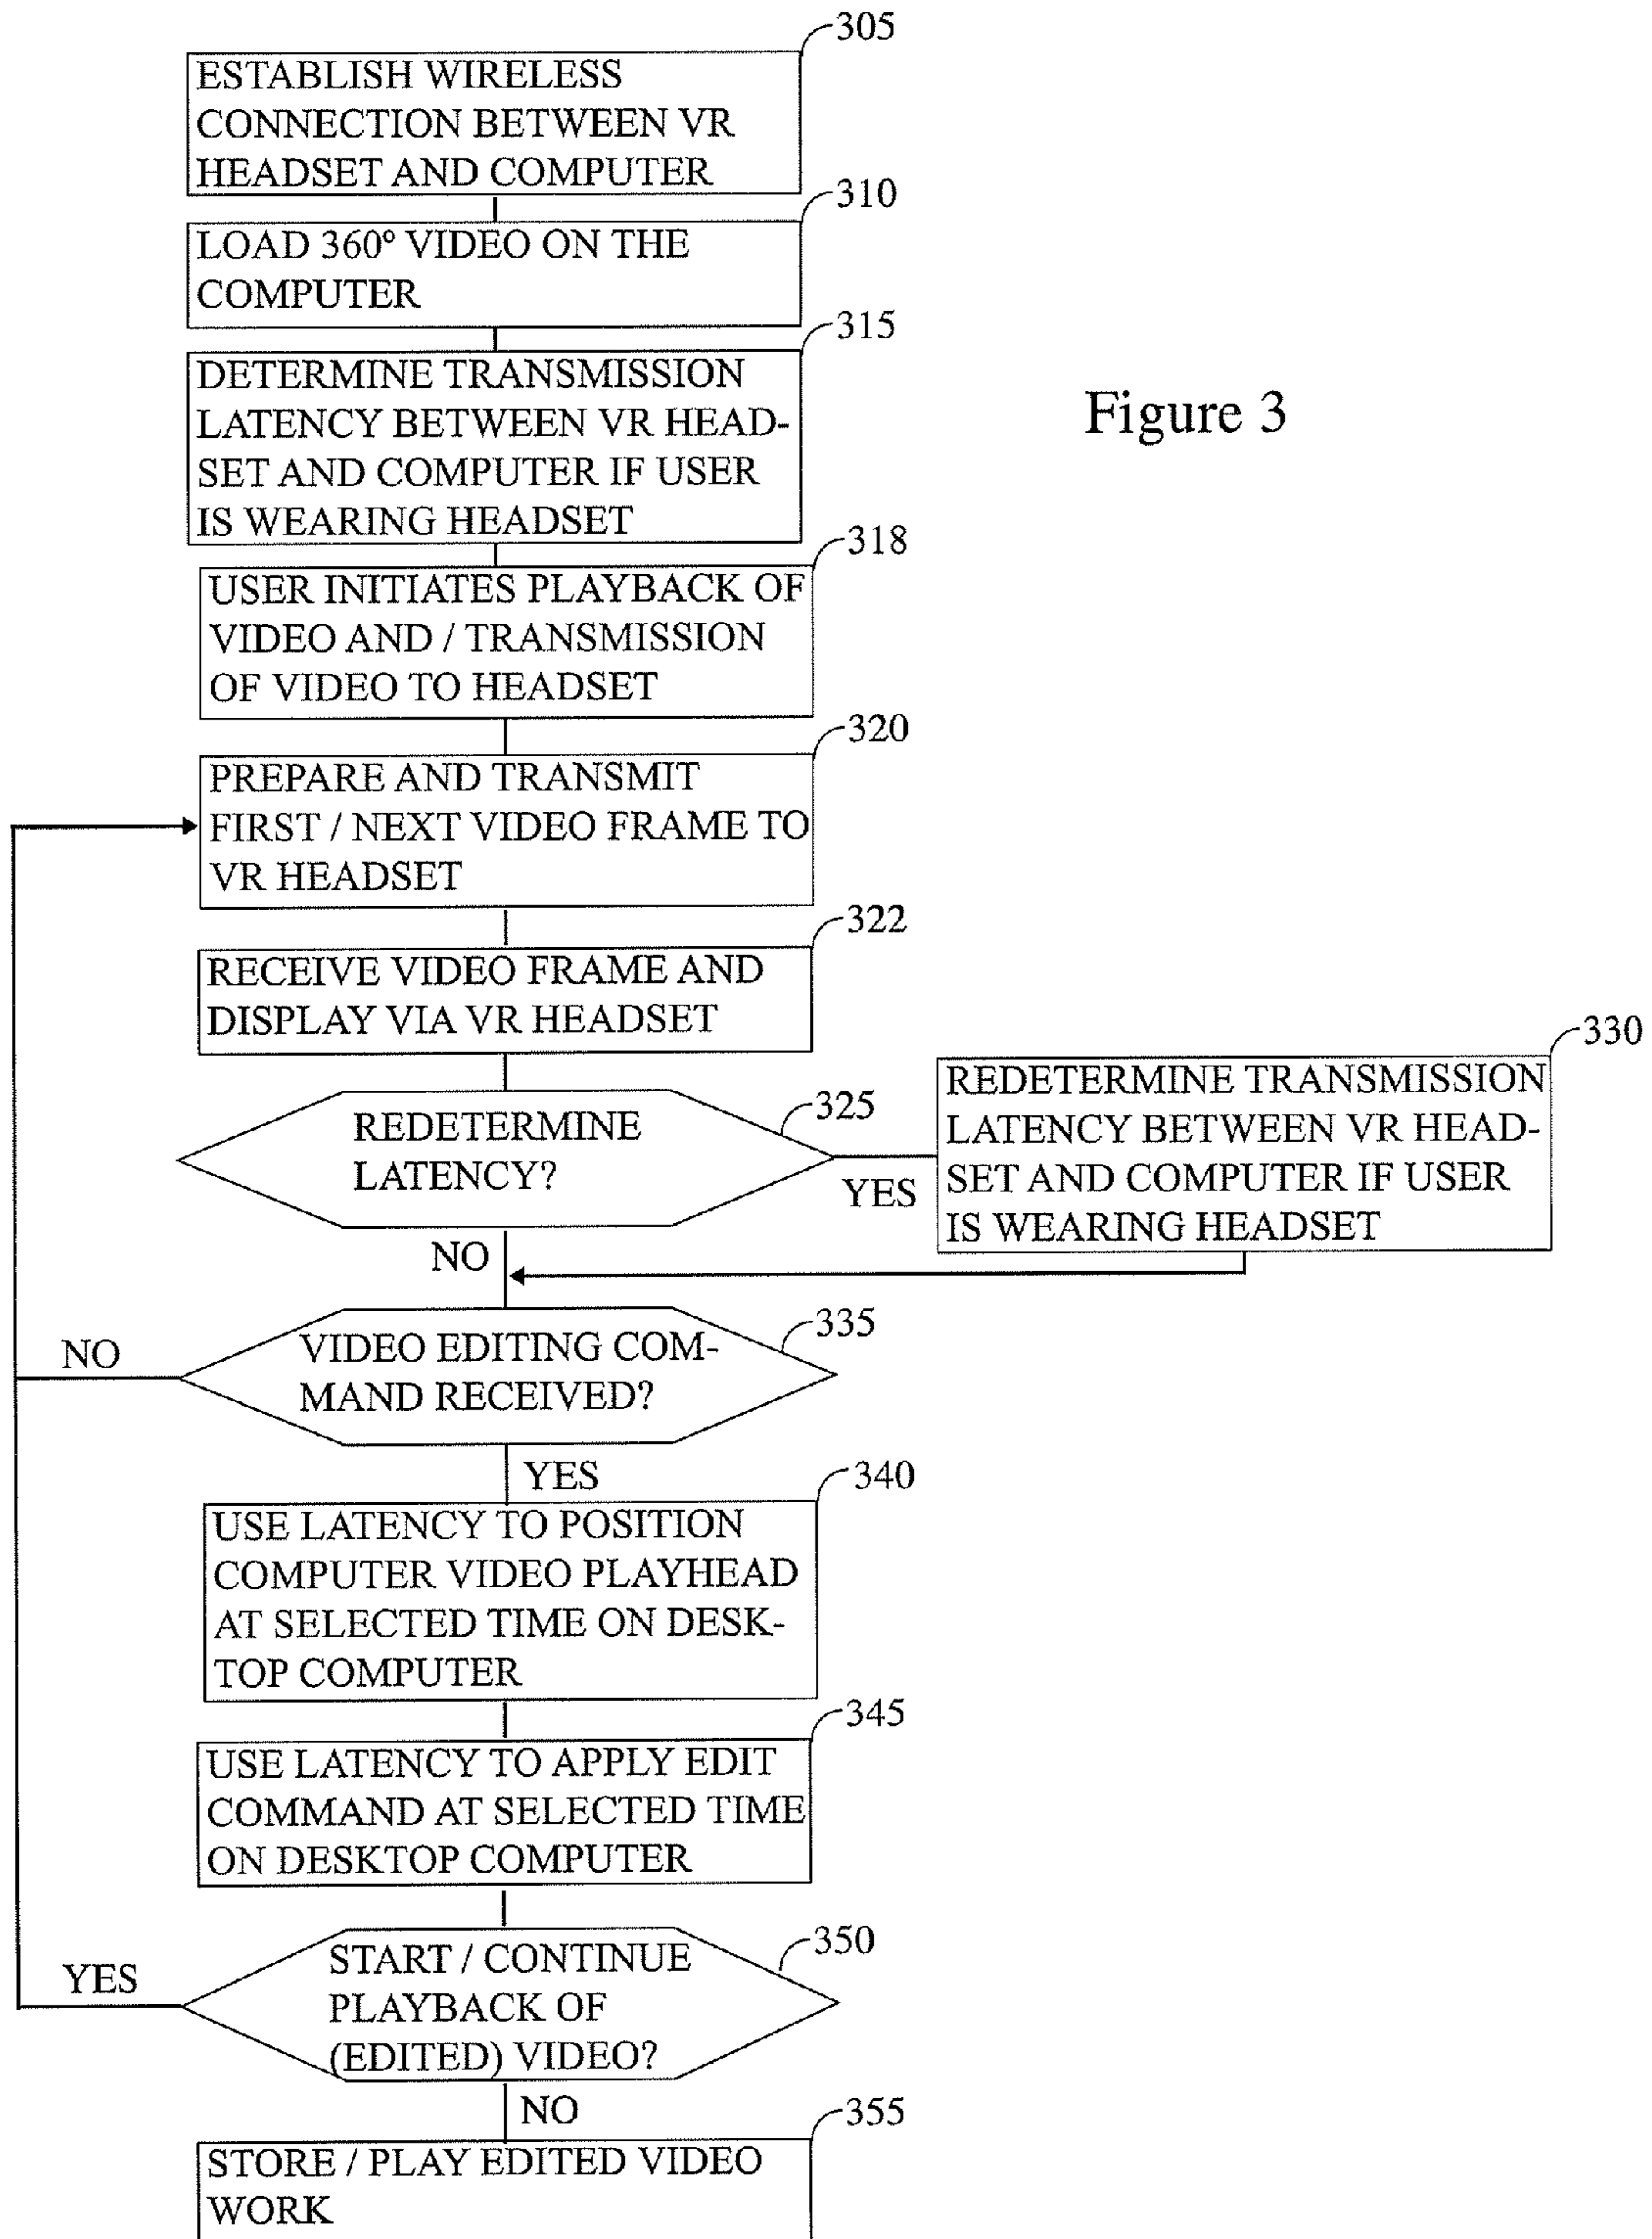 305
ESTABLISH WIRELESS
CONNECTION BETWEEN VR
HEADSET AND COMPUTER
310
LOAD 360º VIDEO ON THE
COMPUTER
315
DETERMINE TRANSMISSION
LATENCY BETWEEN VR HEAD-
SET AND COMPUTER IF USER
IS WEARING HEADSET
Figure 3
318
USER INITIATES PLAYBACK OF
VIDEO AND / TRANSMISSION
OF VIDEO TO HEADSET
320
PREPARE AND TRANSMIT
FIRST / NEXT VIDEO FRAME TO
VR HEADSET
322
RECEIVE VIDEO FRAME AND
DISPLAY VIA VR HEADSET
325
REDETERMINE
LATENCY?
YES
330
REDETERMINE TRANSMISSION
LATENCY BETWEEN VR HEAD-
SET AND COMPUTER IF USER
IS WEARING HEADSET
NO
335
VIDEO EDITING COM-
MAND RECEIVED?
NO
YES
340
USE LATENCY TO POSITION
COMPUTER VIDEO PLAYHEAD
AT SELECTED TIME ON DESK-
TOP COMPUTER
345
USE LATENCY TO APPLY EDIT
COMMAND AT SELECTED TIME
ON DESKTOP COMPUTER
350
START / CONTINUE
PLAYBACK OF
(EDITED) VIDEO?
YES
NO
355
STORE / PLAY EDITED VIDEO
WORK